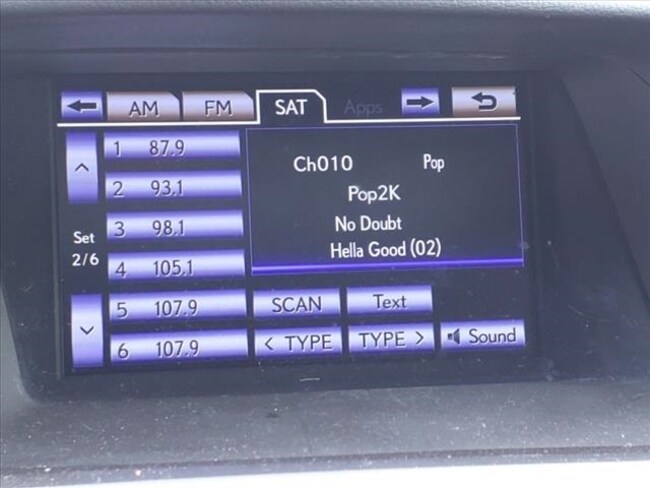 AM FM SAT Apps
1 87.9
2 93.1
3 98.1
4 105.1
5 107.9
6 107.9
Set
2/6
Ch010 Pop
Pop2K
No Doubt
Hella Good (02)
SCAN Text
< TYPE TYPE > Sound